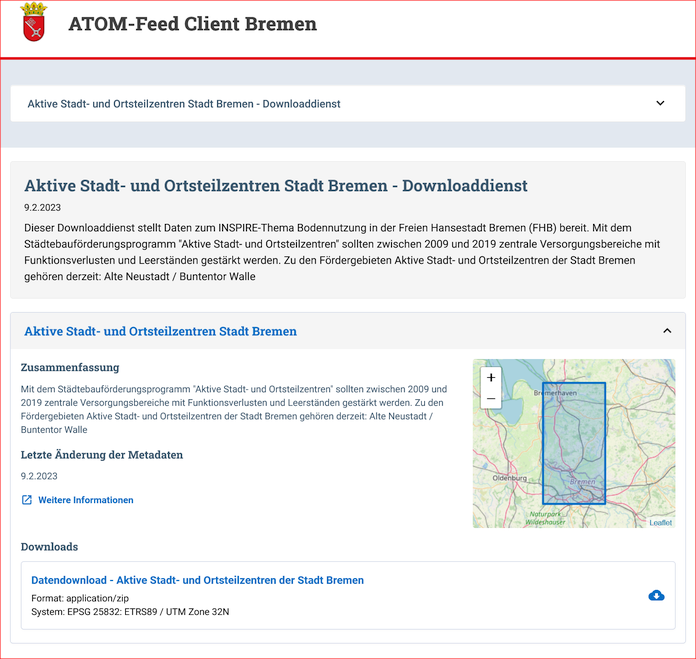 ATOM-Feed Client Bremen
Aktive Stadt- und Ortsteilzentren Stadt Bremen - Downloaddienst
Aktive Stadt- und Ortsteilzentren Stadt Bremen - Downloaddienst
9.2.2023
Dieser Downloaddienst stellt Daten zum INSPIRE-Thema Bodennutzung in der Freien Hansestadt Bremen (FHB) bereit. Mit dem
Städtebauförderungsprogramm "Aktive Stadt- und Ortsteilzentren" sollten zwischen 2009 und 2019 zentrale Versorgungsbereiche mit
Funktionsverlusten und Leerständen gestärkt werden. Zu den Fördergebieten Aktive Stadt- und Ortsteilzentren der Stadt Bremen
gehören derzeit: Alte Neustadt / Buntentor Walle
Aktive Stadt- und Ortsteilzentren Stadt Bremen
Zusammenfassung
Mit dem Städtebauförderungsprogramm "Aktive Stadt- und Ortsteilzentren" sollten zwischen 2009 und
2019 zentrale Versorgungsbereiche mit Funktionsverlusten und Leerständen gestärkt werden. Zu den
Fördergebieten Aktive Stadt- und Ortsteilzentren der Stadt Bremen gehören derzeit: Alte Neustadt /
Buntentor Walle
Letzte Änderung der Metadaten
9.2.2023
Weitere Informationen
+
−
Bremerhaven
Oldenburg
Bremen
Naturpark
Wildeshauser
Leaflet
Downloads
Datendownload - Aktive Stadt- und Ortsteilzentren der Stadt Bremen
Format: application/zip
System: EPSG 25832: ETRS89 / UTM Zone 32N